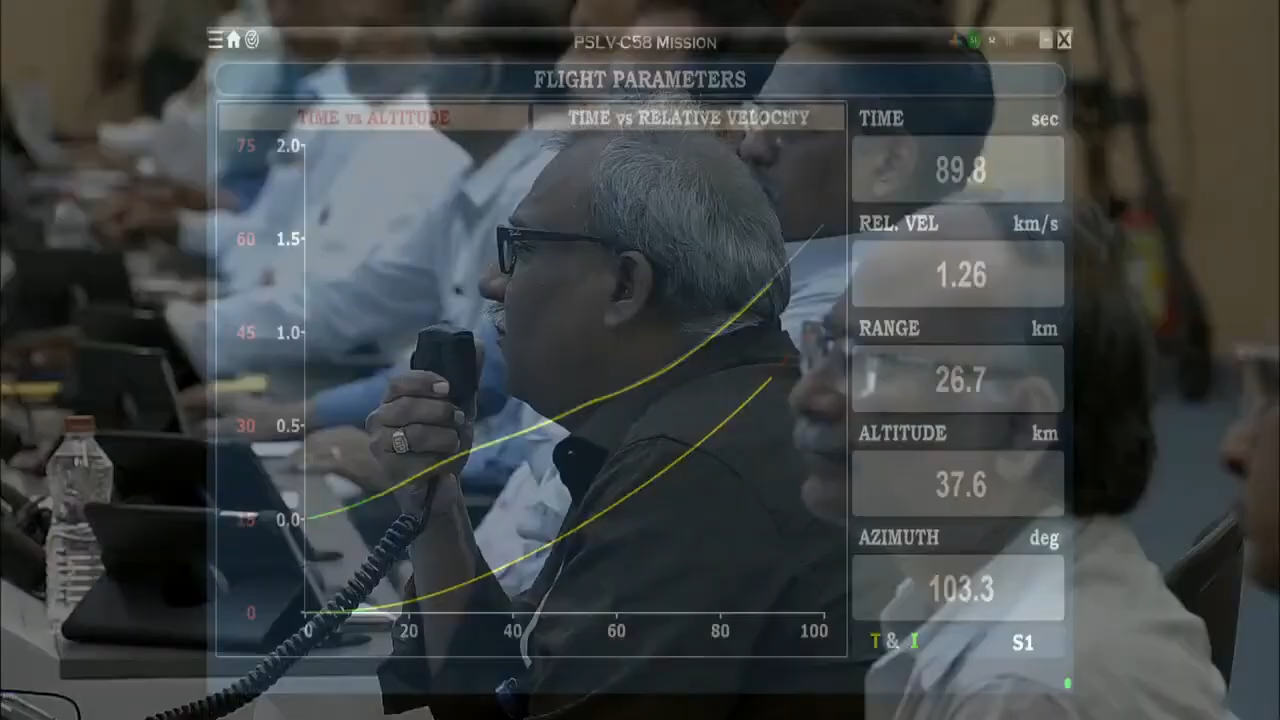 PSLV-C58 MISSION
FLIGHT PARAMETERS
TIME vs ALTITUDE
TIME vs RELATIVE VELOCITY
75
2.0
60
1.5
45
1.0
30
0.5
15
0.0
0
0 20 40 60 80 100
TIME sec
89.8
REL. VEL km/s
1.26
RANGE km
26.7
ALTITUDE km
37.6
AZIMUTH deg
103.3
T & I S1